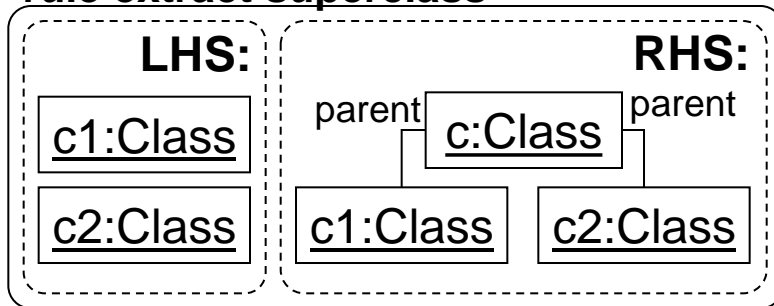 rule extract superclass
LHS:
c1:Class
c2:Class
RHS:
parent
c:Class
parent
c1:Class
c2:Class